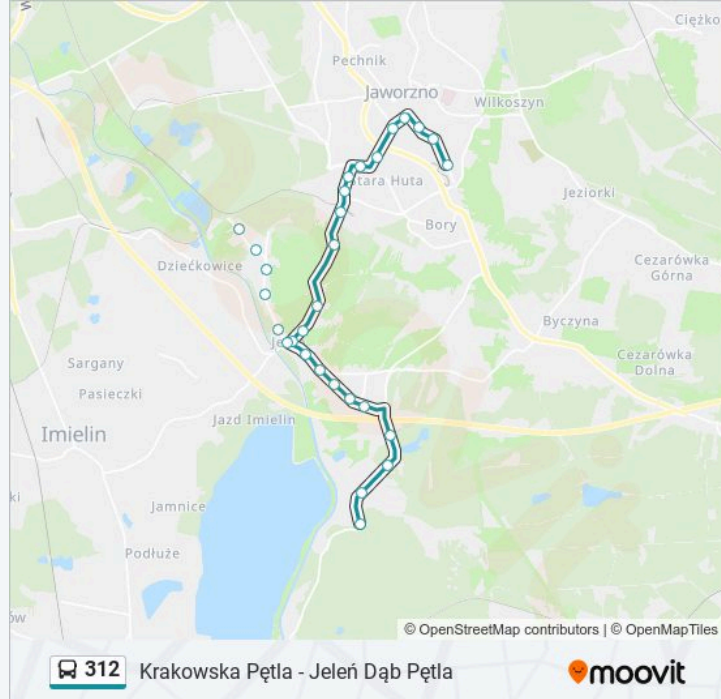 Ciężko
Pechnik
Jaworzno
Wilkoszyn
Stara Huta
Jeziorki
Bory
Dziećkowice
Cezarówka
Górna
Byczyna
Sargany
Cezarówka
Dolna
Pasieczki
Jazd Imielin
Imielin
Jamnice
Podłuże
ów
© OpenStreetMap contributors | © OpenMapTiles
312 Krakowska Pętla - Jeleń Dąb Pętla
moovit